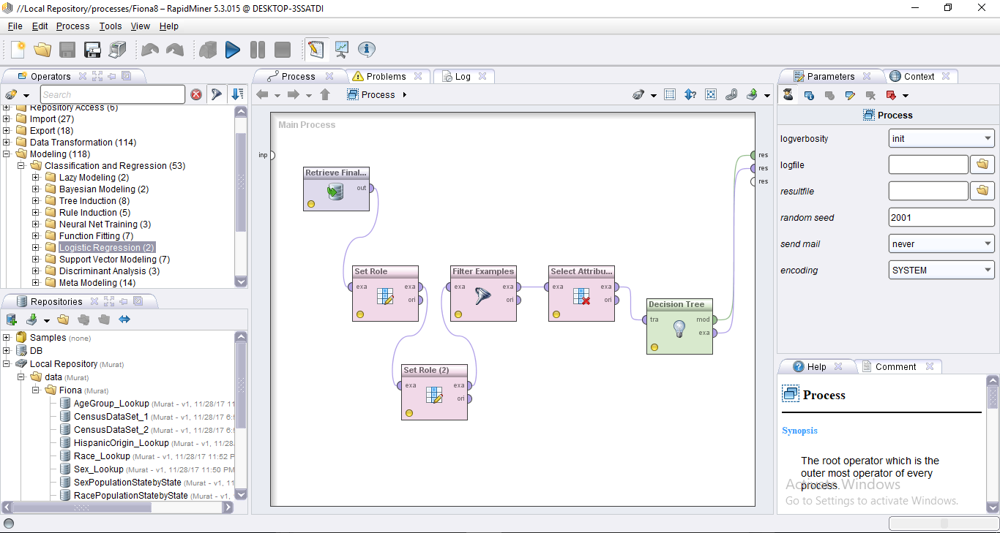 //Local Repository/processes/Fiona8 – RapidMiner 5.3.015 @ DESKTOP-3SSATDI
File Edit Process Tools View Help
Operators
Search
Repository Access (6)
Import (27)
Export (18)
Data Transformation (114)
Modeling (118)
Classification and Regression (53)
Lazy Modeling (2)
Bayesian Modeling (2)
Tree Induction (8)
Rule Induction (5)
Neural Net Training (3)
Function Fitting (7)
Logistic Regression (2)
Support Vector Modeling (7)
Discriminant Analysis (3)
Meta Modeling (14)
Repositories
Samples (none)
DB
Local Repository (Murat)
data (Murat)
Fiona (Murat)
AgeGroup_Lookup (Murat - v1, 11/28/17 11
CensusDataSet_1 (Murat - v1, 11/28/17 6:
CensusDataSet_2 (Murat - v1, 11/28/17 6:
HispanicOrigin_Lookup (Murat - v1, 11/28/
Race_Lookup (Murat - v1, 11/28/17 11:52 P
Sex_Lookup (Murat - v1, 11/28/17 11:50 PM
SexPopulationStatebyState (Murat - v1, 11
RacePopulationStatebyState (Murat - v1,
Process Problems Log
Process
Main Process
inp
res
res
res
Retrieve Final...
out
Set Role
exa exa
ori
Filter Examples
exa exa
ori
Select Attribu...
exa exa
ori
Decision Tree
tra mod
exa
Set Role (2)
exa exa
ori
Parameters Context
Process
logverbosity init
logfile
resultfile
random seed 2001
send mail never
encoding SYSTEM
Help Comment
Process
Synopsis
The root operator which is the
outer most operator of every
process.
Activate Windows
Go to Settings to activate Windows.